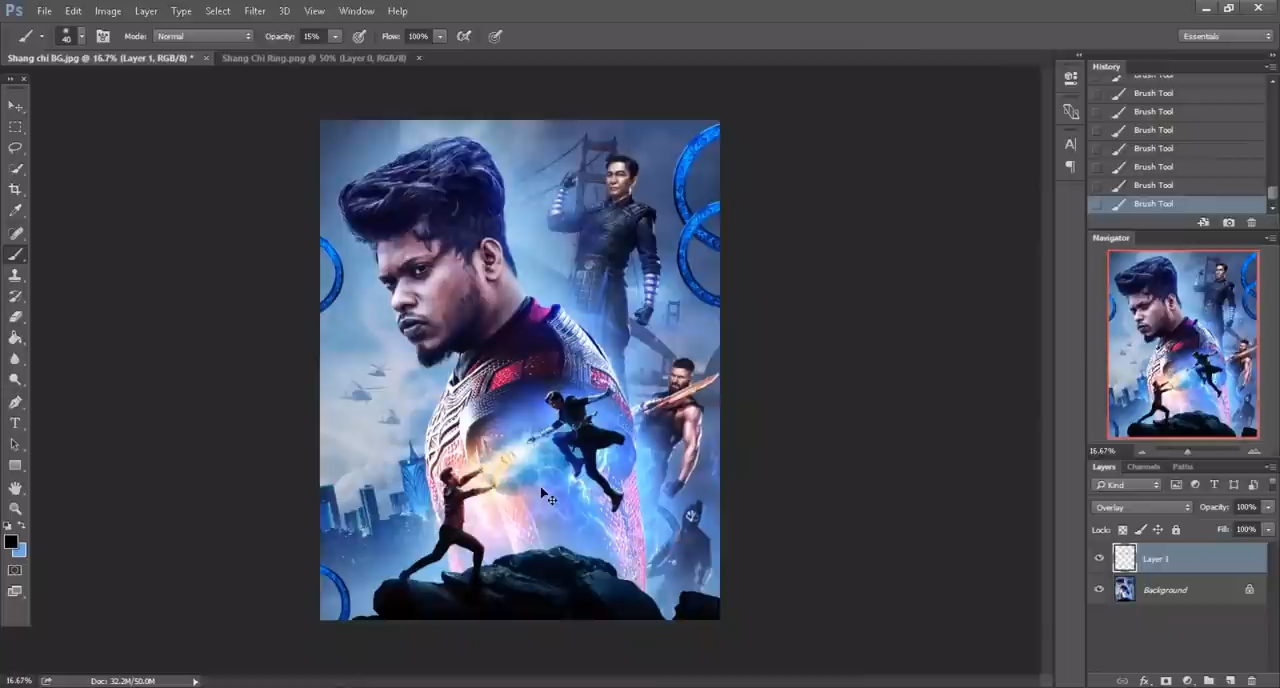 Ps File Edit Image Layer Type Select Filter 3D View Window Help
40 Mode: Normal Opacity: 15% Flow: 100% Essentials
Shang chi BG.jpg @ 16.7% (Layer 1, RGB/8) * × Shang Chi Ring.png @ 50% (Layer 0, RGB/8) ×
History
Brush Tool
Brush Tool
Brush Tool
Brush Tool
Brush Tool
Brush Tool
Brush Tool
Brush Tool
Navigator
16.67%
Layers Channels Paths
Kind
Overlay Opacity: 100%
Lock: Fill: 100%
Layer 1
Background
16.67% Doc: 32.2M/50.0M